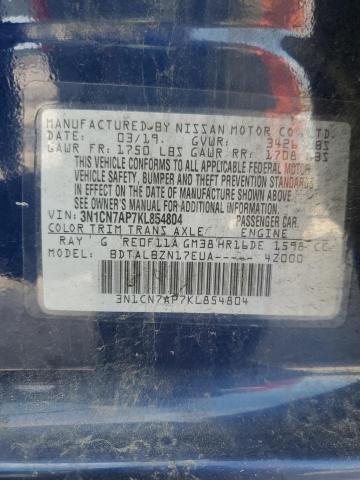 MANUFACTURED BY NISSAN MOTOR CO., LTD.
DATE: 03/19 GVWR: 3426 LBS
GAWR FR: 1750 LBS GAWR RR: 1708 LBS
THIS VEHICLE CONFORMS TO ALL APPLICABLE
FEDERAL MOTOR VEHICLE SAFETY, BUMPER,
AND THEFT PREVENTION STANDARDS
IN EFFECT ON THE DATE OF
MANUFACTURE SHOWN ABOVE.
SEE OWNER'S MANUAL FOR MORE INFORMATION
VIN: 3N1CN7AP7KL854804 PASSENGER CAR.
COLOR TRIM TRANS AXLE ENGINE
RAY G RE0F11A GM38 HR16DE 1598 CC
MODEL: BDTALBZN17EUA-----
4Z000
3N1CN7AP7KL854804